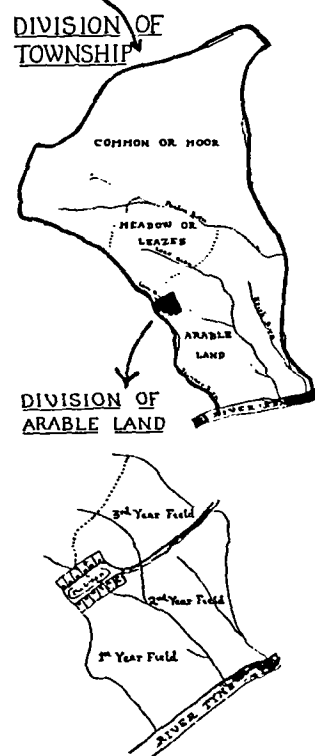 DIVISION OF
TOWNSHIP
COMMON OR MOOR
MEADOW OR
LEAZES
ARABLE
LAND
RIVER
DIVISION OF
ARABLE LAND
3rd Year Field
2nd Year Field
1st Year Field
RIVER TYNE